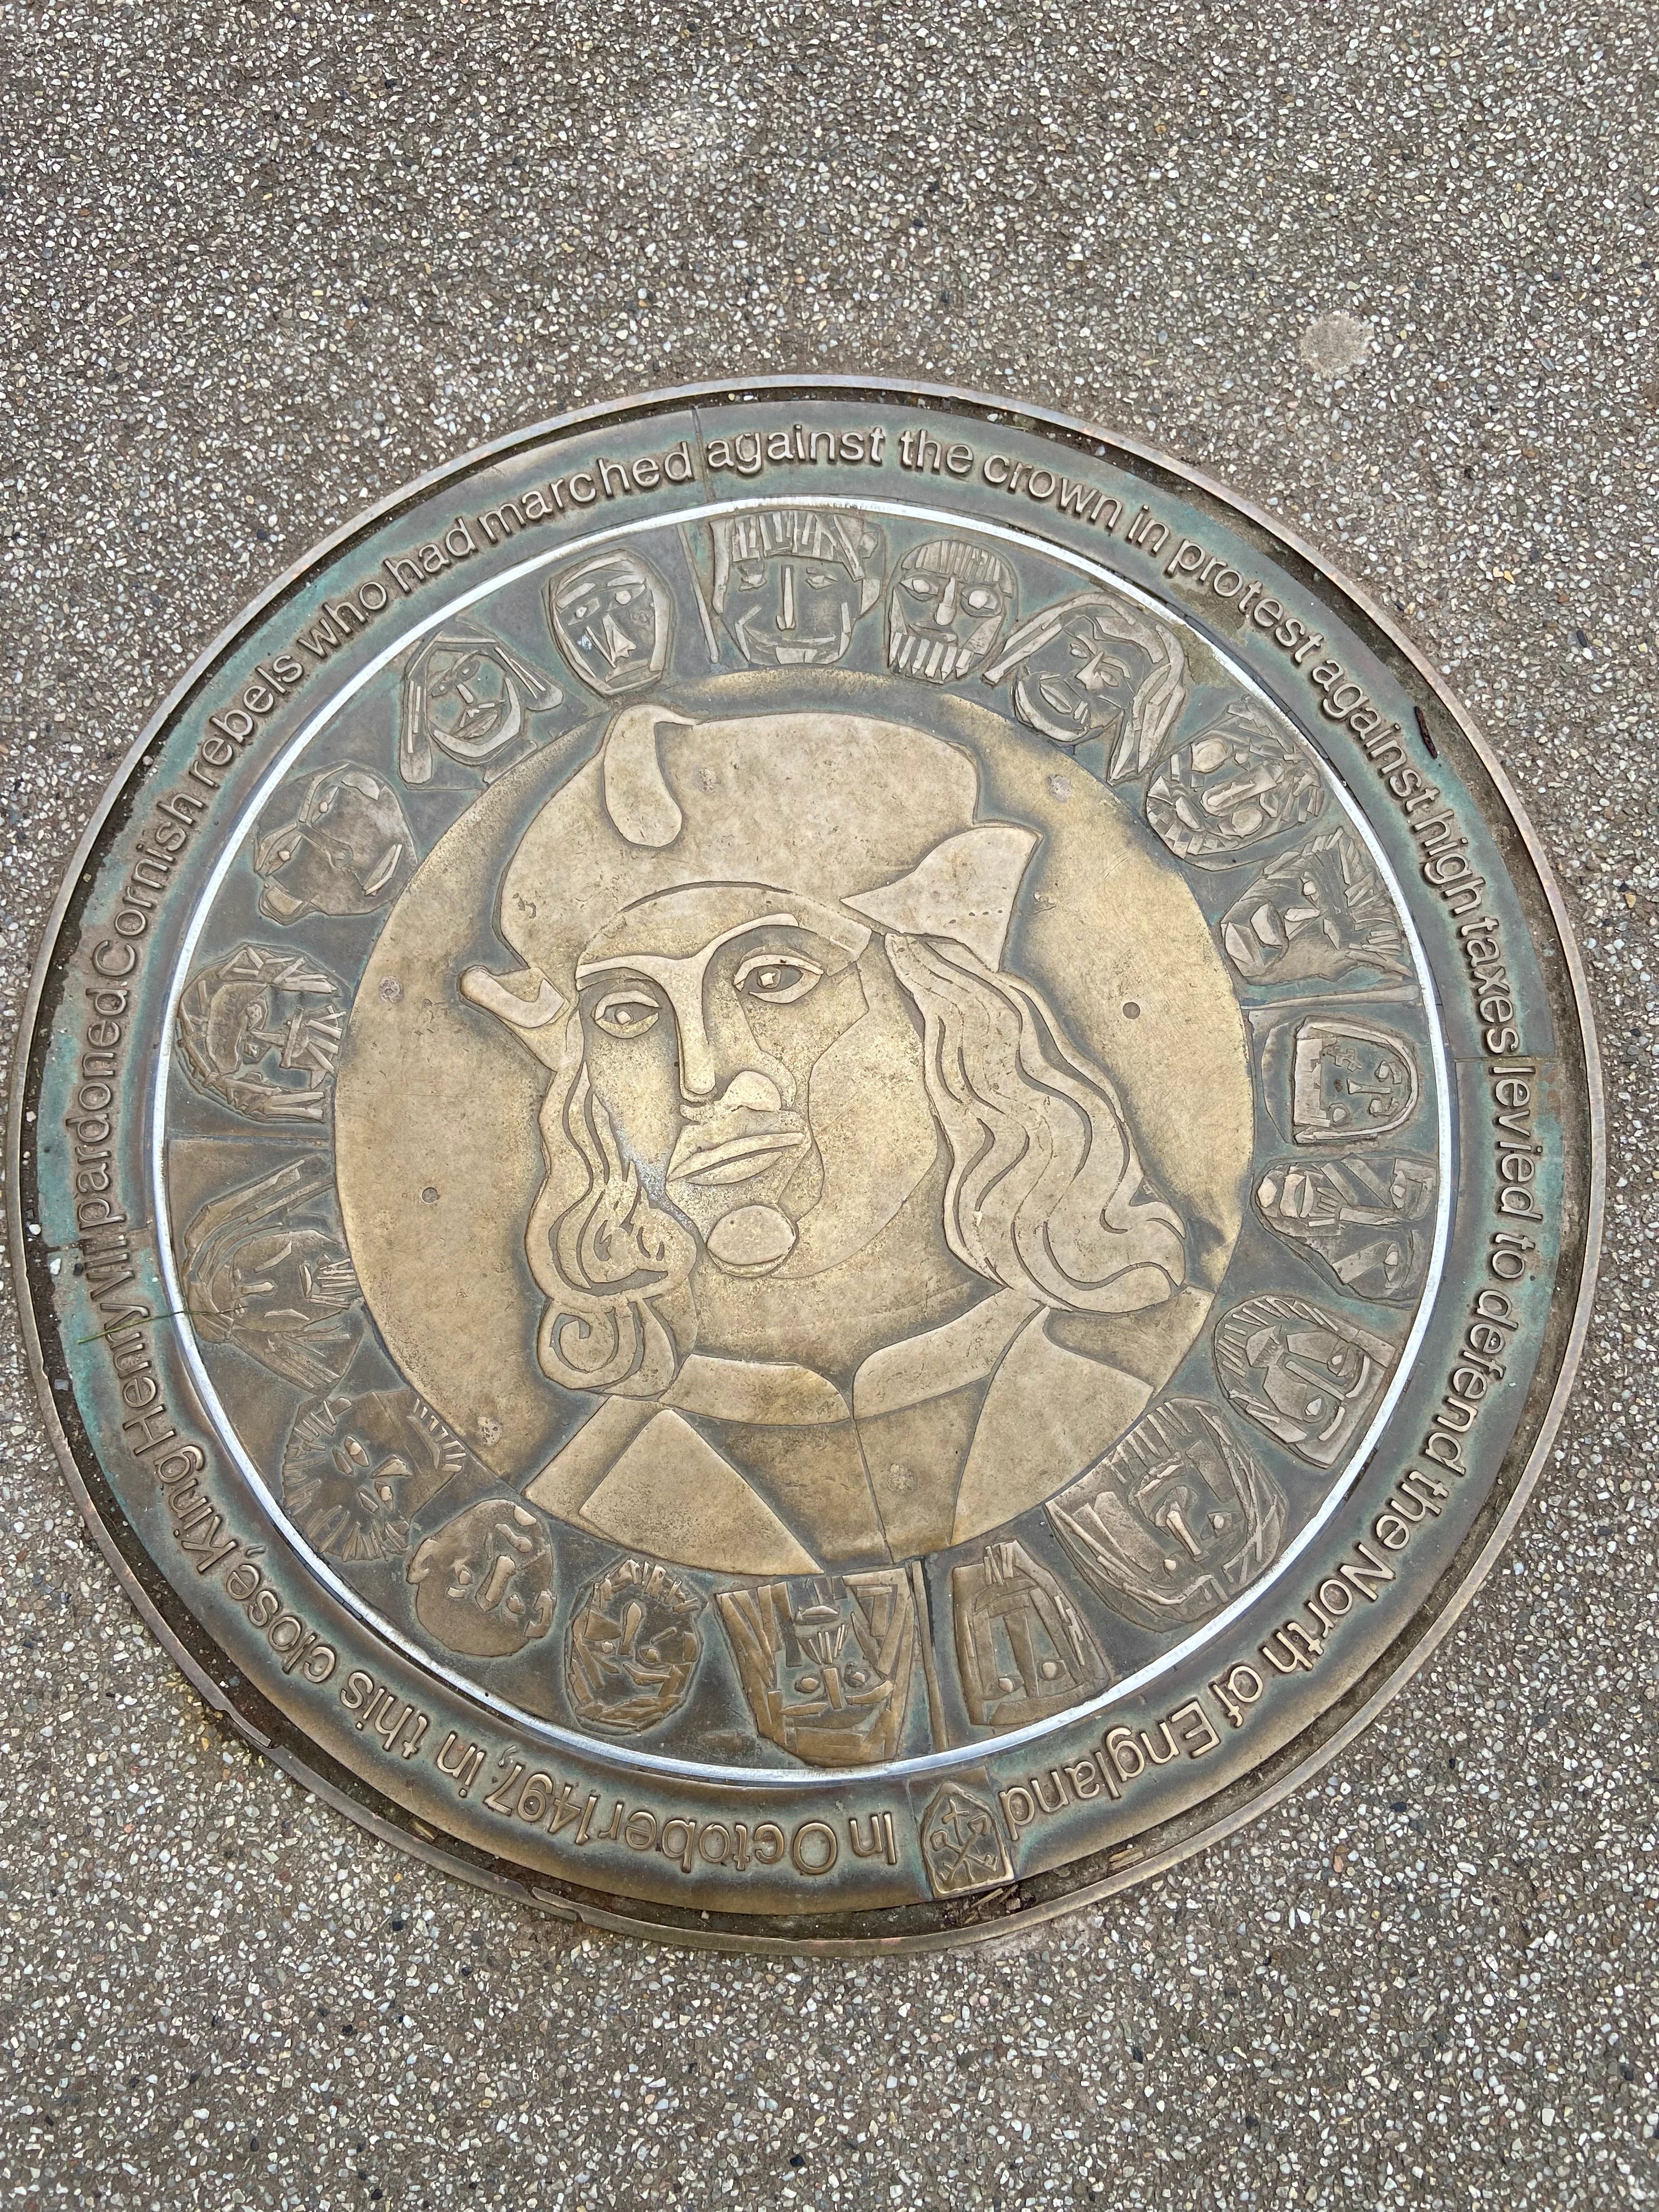 In October 1497, in this close, King Henry VII pardoned Cornish rebels who had marched against the crown in protest against high taxes levied to defend the North of England